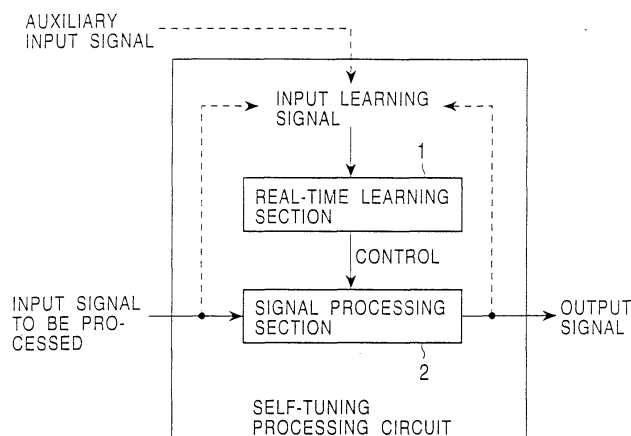 AUXILIARY
INPUT SIGNAL
INPUT LEARNING
SIGNAL
1
REAL-TIME LEARNING
SECTION
CONTROL
INPUT SIGNAL
TO BE PRO-
CESSED
SIGNAL PROCESSING
SECTION
OUTPUT
SIGNAL
2
SELF-TUNING
PROCESSING CIRCUIT